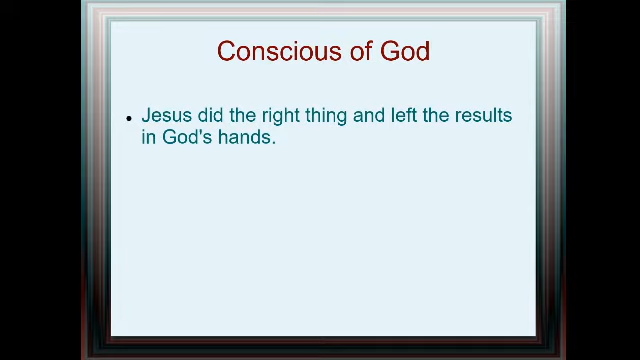 Conscious of God
Jesus did the right thing and left the results
in God's hands.